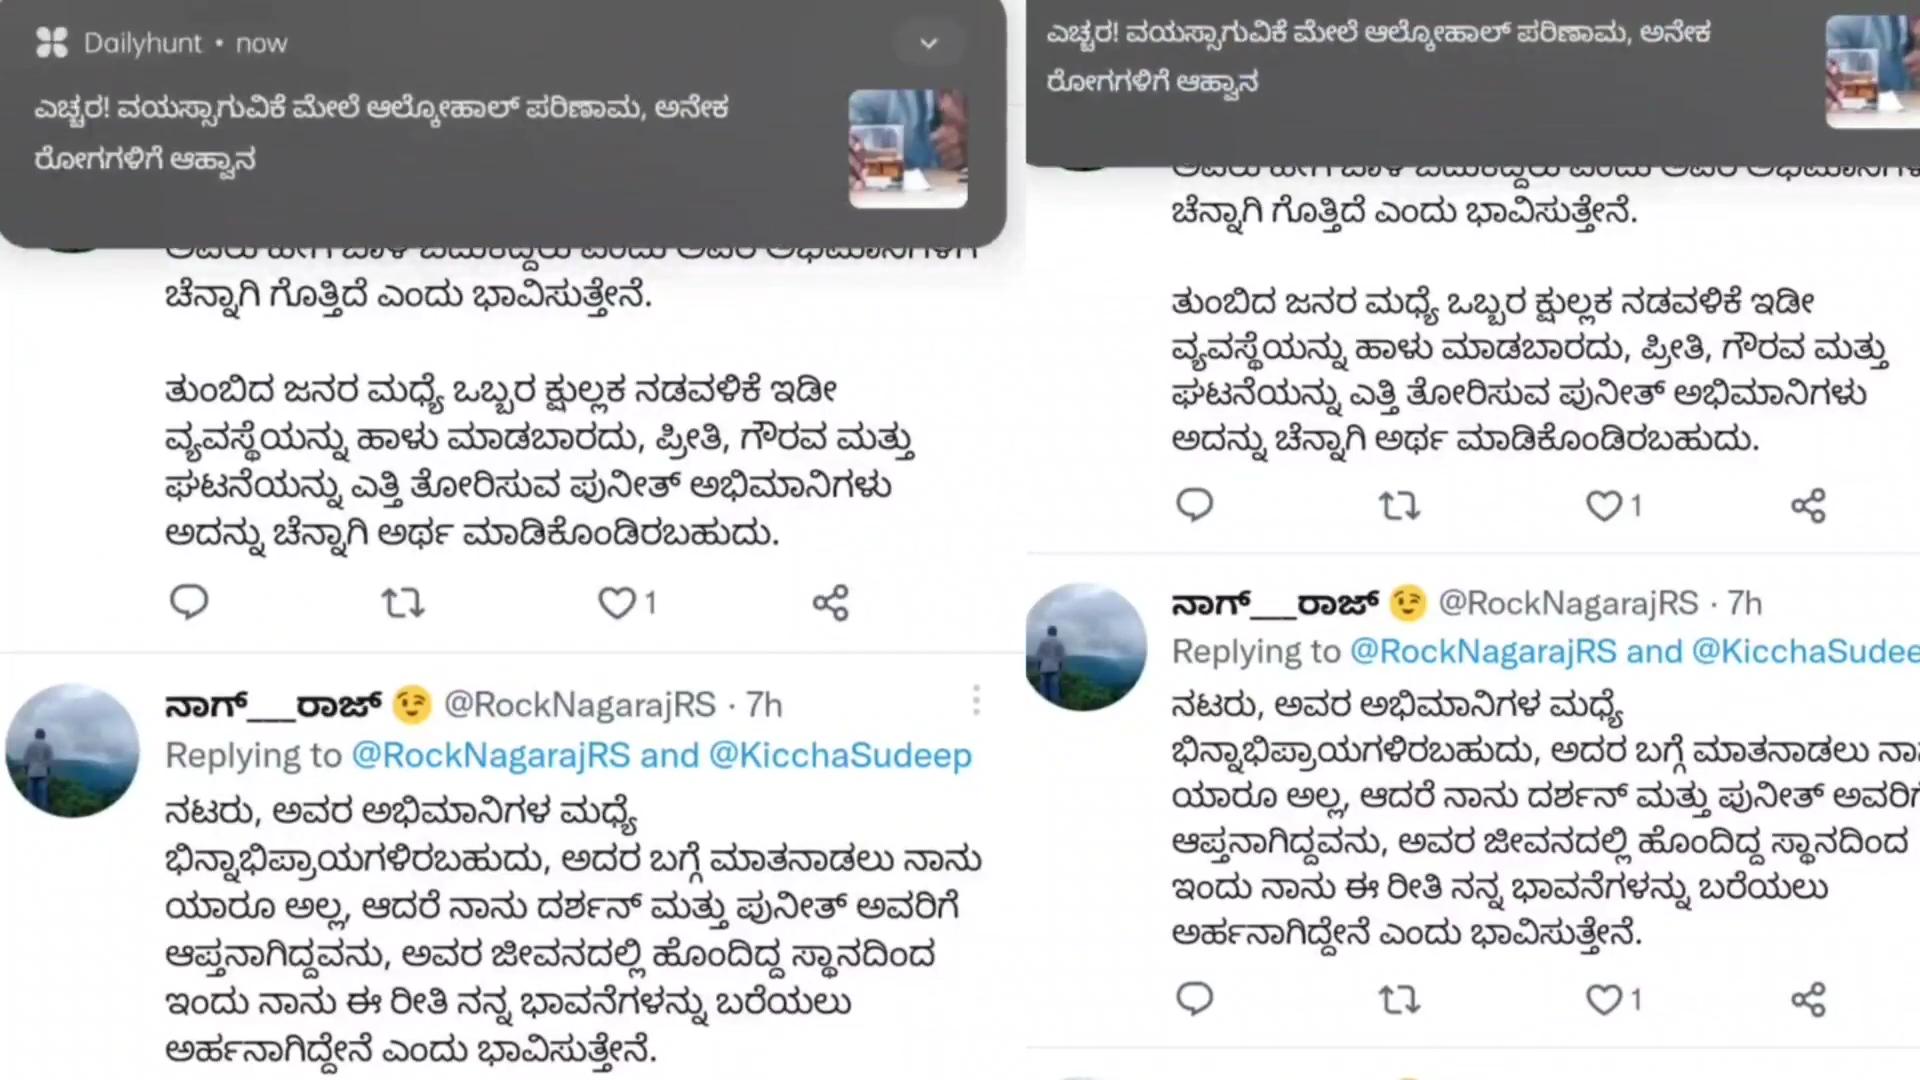 Dailyhunt • now
ಎಚ್ಚರ! ವಯಸ್ಸಾಗುವಿಕೆ ಮೇಲೆ ಆಲ್ಕೋಹಾಲ್ ಪರಿಣಾಮ, ಅನೇಕ
ರೋಗಗಳಿಗೆ ಆಹ್ವಾನ
ಚೆನ್ನಾಗಿ ಗೊತ್ತಿದೆ ಎಂದು ಭಾವಿಸುತ್ತೇನೆ.
ತುಂಬಿದ ಜನರ ಮಧ್ಯೆ ಒಬ್ಬರ ಕ್ಷುಲ್ಲಕ ನಡವಳಿಕೆ ಇಡೀ
ವ್ಯವಸ್ಥೆಯನ್ನು ಹಾಳು ಮಾಡಬಾರದು, ಪ್ರೀತಿ, ಗೌರವ ಮತ್ತು
ಘಟನೆಯನ್ನು ಎತ್ತಿ ತೋರಿಸುವ ಪುನೀತ್ ಅಭಿಮಾನಿಗಳು
ಅದನ್ನು ಚೆನ್ನಾಗಿ ಅರ್ಥ ಮಾಡಿಕೊಂಡಿರಬಹುದು.
1
ನಾಗ್___ರಾಜ್ 😉 @RockNagarajRS · 7h
Replying to @RockNagarajRS and @KicchaSudeep
ನಟರು, ಅವರ ಅಭಿಮಾನಿಗಳ ಮಧ್ಯೆ
ಭಿನ್ನಾಭಿಪ್ರಾಯಗಳಿರಬಹುದು, ಅದರ ಬಗ್ಗೆ ಮಾತನಾಡಲು ನಾನು
ಯಾರೂ ಅಲ್ಲ, ಆದರೆ ನಾನು ದರ್ಶನ್ ಮತ್ತು ಪುನೀತ್ ಅವರಿಗೆ
ಆಪ್ತನಾಗಿದ್ದವನು, ಅವರ ಜೀವನದಲ್ಲಿ ಹೊಂದಿದ್ದ ಸ್ಥಾನದಿಂದ
ಇಂದು ನಾನು ಈ ರೀತಿ ನನ್ನ ಭಾವನೆಗಳನ್ನು ಬರೆಯಲು
ಅರ್ಹನಾಗಿದ್ದೇನೆ ಎಂದು ಭಾವಿಸುತ್ತೇನೆ.
ಎಚ್ಚರ! ವಯಸ್ಸಾಗುವಿಕೆ ಮೇಲೆ ಆಲ್ಕೋಹಾಲ್ ಪರಿಣಾಮ, ಅನೇಕ
ರೋಗಗಳಿಗೆ ಆಹ್ವಾನ
ಚೆನ್ನಾಗಿ ಗೊತ್ತಿದೆ ಎಂದು ಭಾವಿಸುತ್ತೇನೆ.
ತುಂಬಿದ ಜನರ ಮಧ್ಯೆ ಒಬ್ಬರ ಕ್ಷುಲ್ಲಕ ನಡವಳಿಕೆ ಇಡೀ
ವ್ಯವಸ್ಥೆಯನ್ನು ಹಾಳು ಮಾಡಬಾರದು, ಪ್ರೀತಿ, ಗೌರವ ಮತ್ತು
ಘಟನೆಯನ್ನು ಎತ್ತಿ ತೋರಿಸುವ ಪುನೀತ್ ಅಭಿಮಾನಿಗಳು
ಅದನ್ನು ಚೆನ್ನಾಗಿ ಅರ್ಥ ಮಾಡಿಕೊಂಡಿರಬಹುದು.
1
ನಾಗ್___ರಾಜ್ 😉 @RockNagarajRS · 7h
Replying to @RockNagarajRS and @KicchaSudee
ನಟರು, ಅವರ ಅಭಿಮಾನಿಗಳ ಮಧ್ಯೆ
ಭಿನ್ನಾಭಿಪ್ರಾಯಗಳಿರಬಹುದು, ಅದರ ಬಗ್ಗೆ ಮಾತನಾಡಲು
ಯಾರೂ ಅಲ್ಲ, ಆದರೆ ನಾನು ದರ್ಶನ್ ಮತ್ತು ಪುನೀತ್
ಆಪ್ತನಾಗಿದ್ದವನು, ಅವರ ಜೀವನದಲ್ಲಿ ಹೊಂದಿದ್ದ ಸ್ಥಾನದಿಂದ
ಇಂದು ನಾನು ಈ ರೀತಿ ನನ್ನ ಭಾವನೆಗಳನ್ನು ಬರೆಯಲು
ಅರ್ಹನಾಗಿದ್ದೇನೆ ಎಂದು ಭಾವಿಸುತ್ತೇನೆ.
1